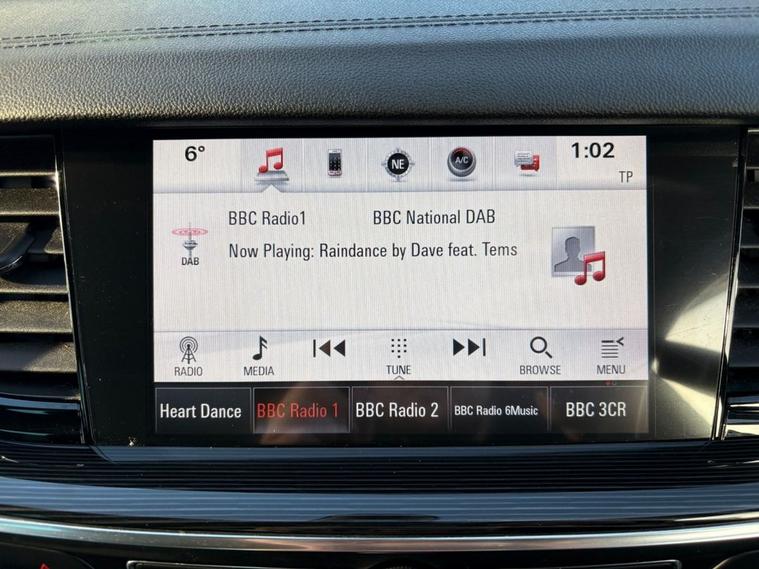 6° NE A/C 1:02
TP
BBC Radio1 BBC National DAB
DAB
Now Playing: Raindance by Dave feat. Tems
RADIO MEDIA TUNE BROWSE MENU
Heart Dance BBC Radio 1 BBC Radio 2 BBC Radio 6Music BBC 3CR